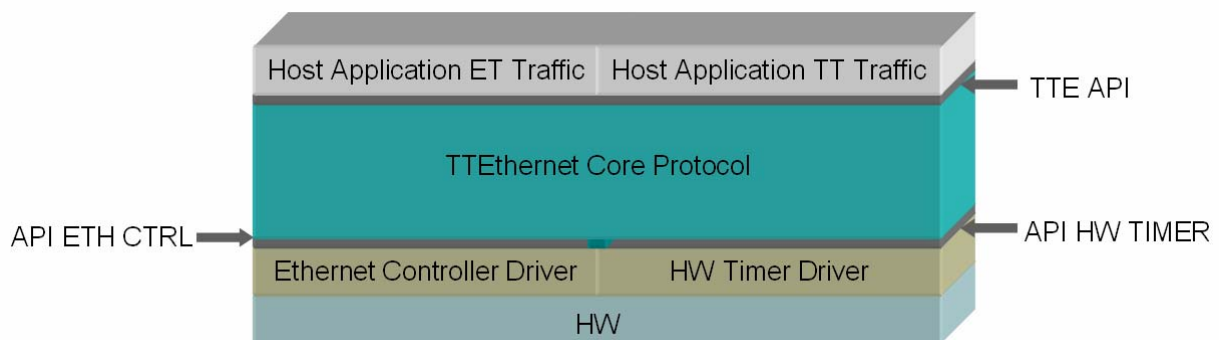 Host Application ET Traffic
Host Application TT Traffic
TTE API
TTEthernet Core Protocol
API ETH CTRL
API HW TIMER
Ethernet Controller Driver
HW Timer Driver
HW